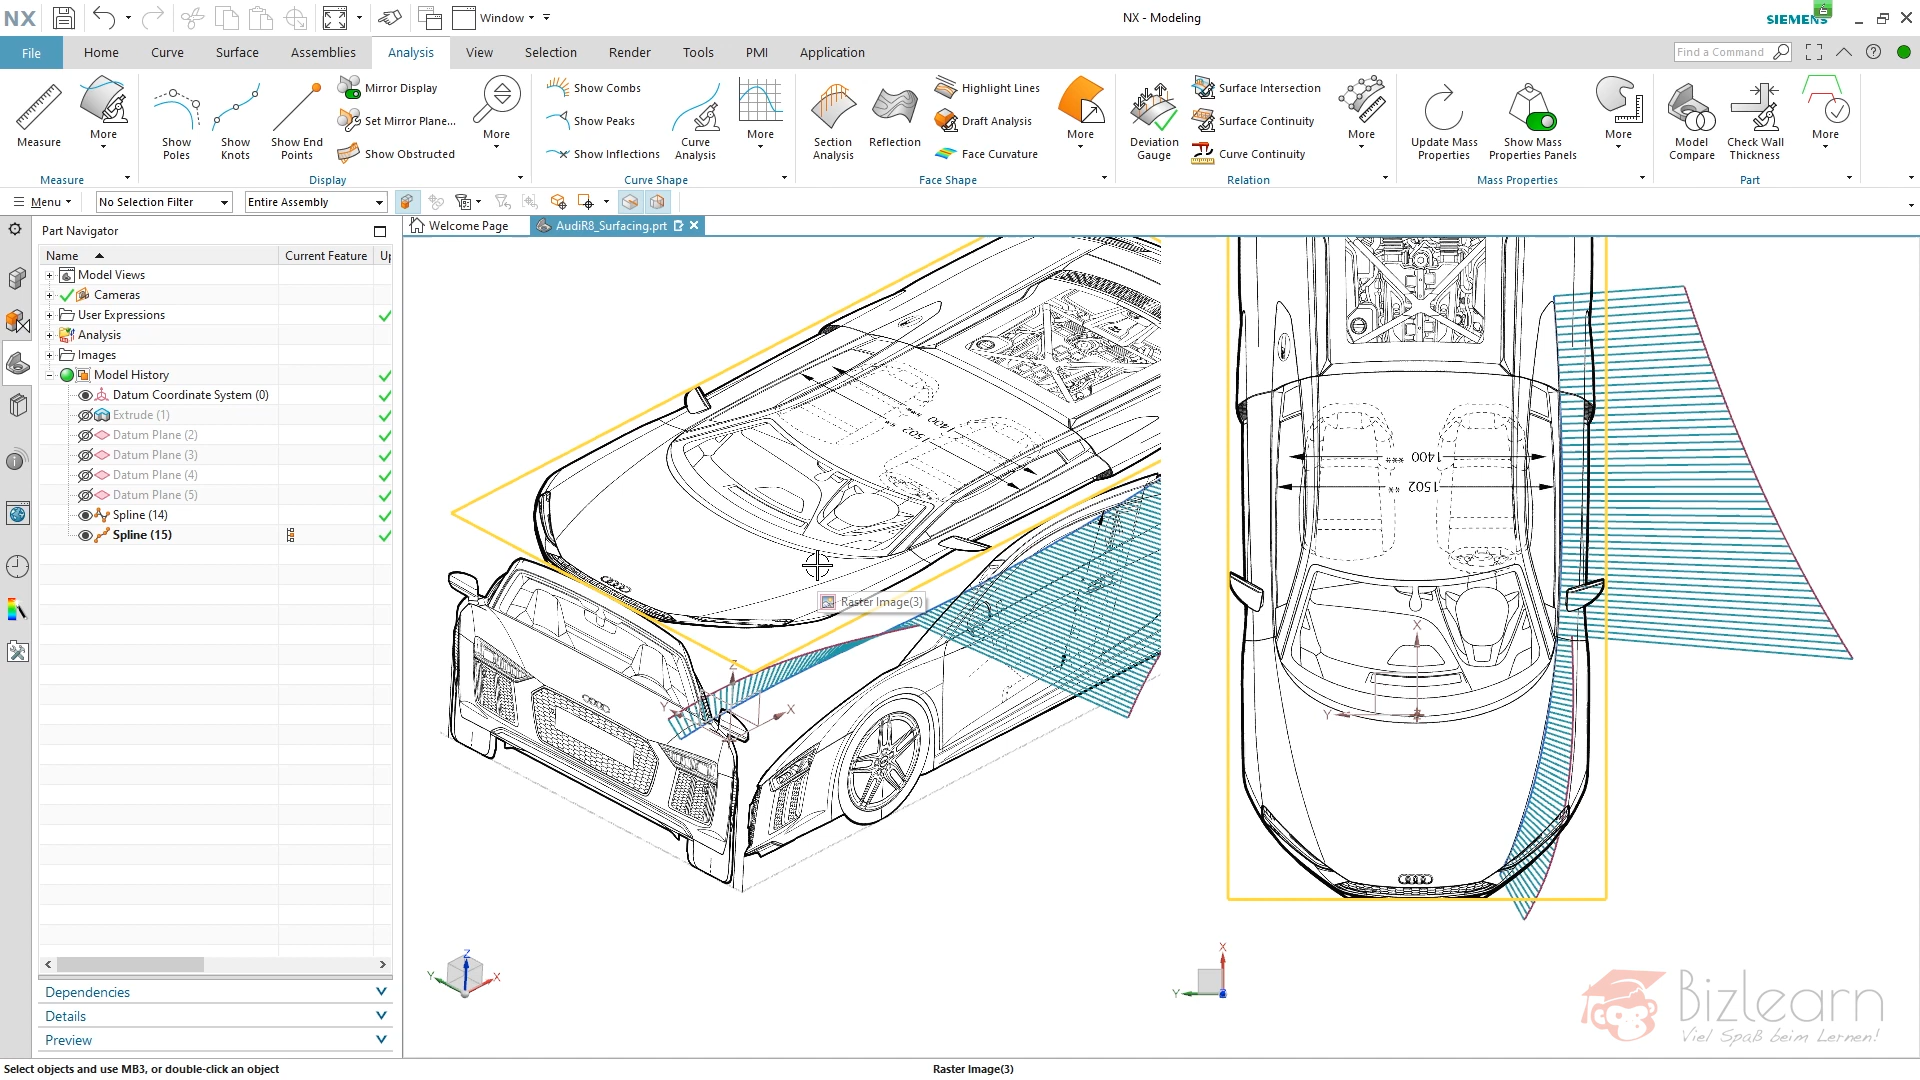 NX
Window
NX - Modeling
SIEMENS
File
Home
Curve
Surface
Assemblies
Analysis
View
Selection
Render
Tools
PMI
Application
Find a Command
Measure
More
Show Poles
Show Knots
Show End Points
Mirror Display
Set Mirror Plane...
Show Obstructed
More
Show Combs
Show Peaks
Show Inflections
Curve Analysis
More
Section Analysis
Reflection
Highlight Lines
Draft Analysis
Face Curvature
More
Deviation Gauge
Surface Intersection
Surface Continuity
Curve Continuity
More
Update Mass Properties
Show Mass Properties Panels
More
Model Compare
Check Wall Thickness
More
Measure
Display
Curve Shape
Face Shape
Relation
Mass Properties
Part
Menu
No Selection Filter
Entire Assembly
Part Navigator
Welcome Page
AudiR8_Surfacing.prt
Name
Current Feature
Up
Model Views
Cameras
User Expressions
Analysis
Images
Model History
Datum Coordinate System (0)
Extrude (1)
Datum Plane (2)
Datum Plane (3)
Datum Plane (4)
Datum Plane (5)
Spline (14)
Spline (15)
Dependencies
Details
Preview
1400 **
1502 **
Raster Image(3)
Z
Y
X
1400 ***
1502 **
X
Y
Z
Y
X
X
Y
Bizlearn
Viel Spaß beim Lernen!
Select objects and use MB3, or double-click an object
Raster Image(3)